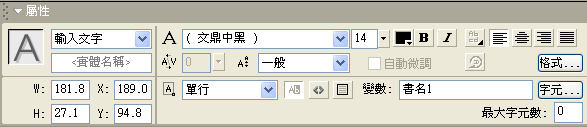 屬性
A 輸入文字 A ( 文鼎中黑 ) 14 B I
<實體名稱> A/V 0 A 一般 自動微調 格式...
W: 181.8 X: 189.0 A 單行 AB <> 變數: 書名1 字元...
H: 27.1 Y: 94.8 最大字元數: 0